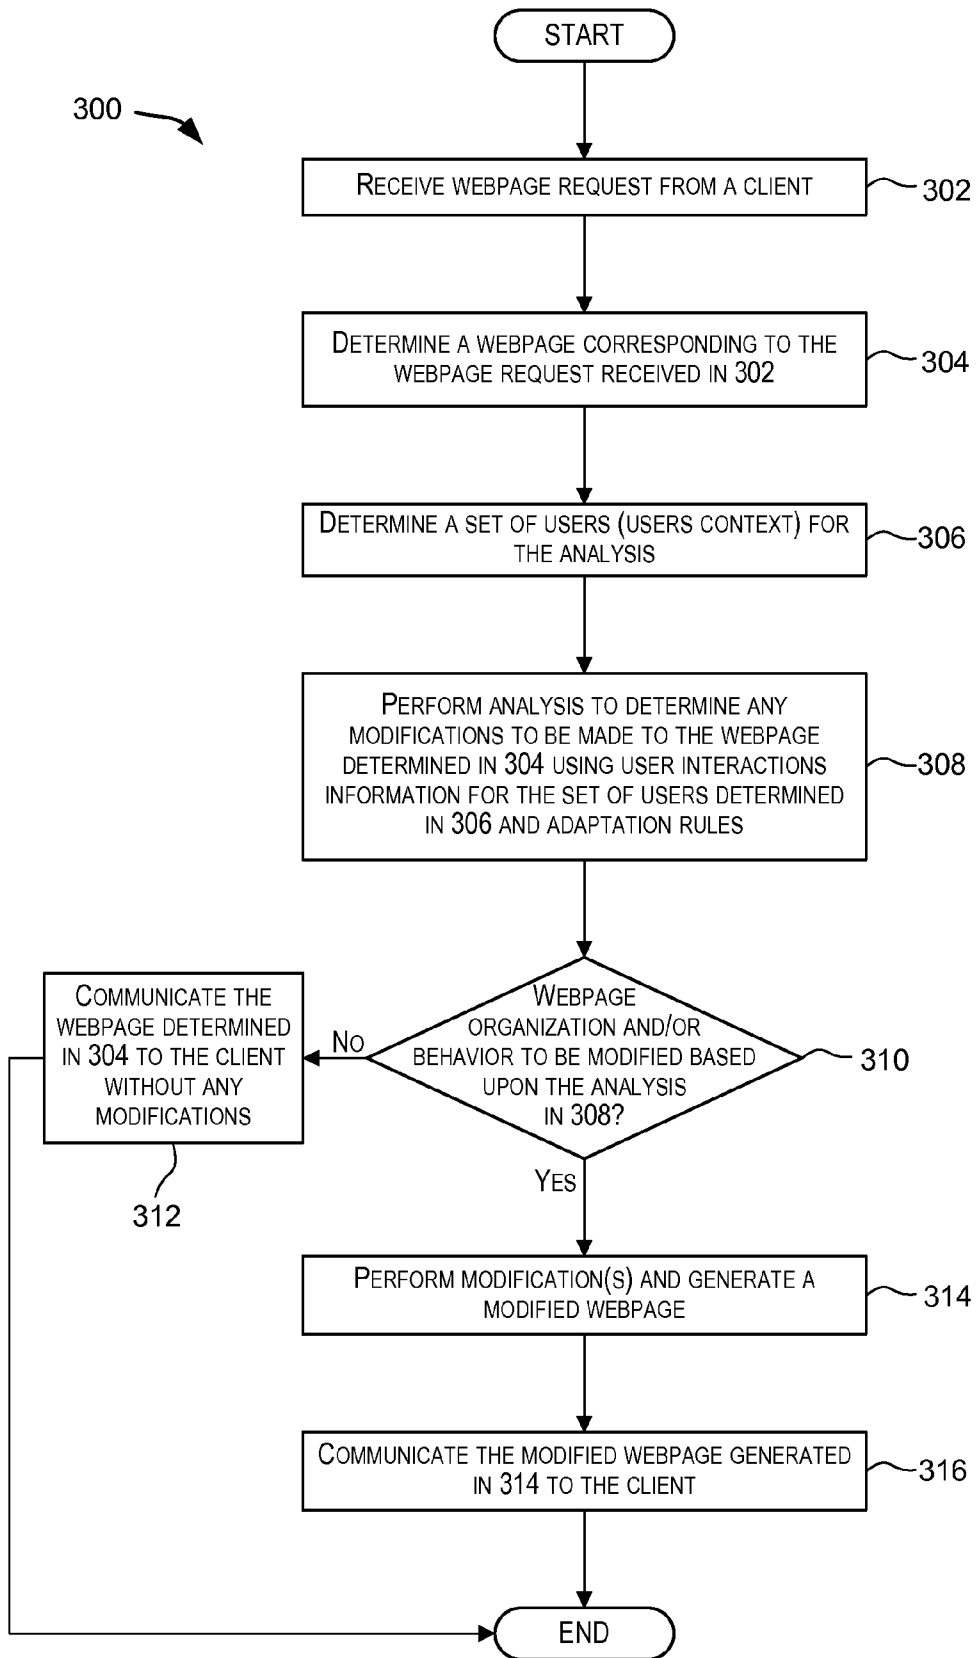 START
300
RECEIVE WEBPAGE REQUEST FROM A CLIENT
302
DETERMINE A WEBPAGE CORRESPONDING TO THE
WEBPAGE REQUEST RECEIVED IN 302
304
DETERMINE A SET OF USERS (USERS CONTEXT) FOR
THE ANALYSIS
306
PERFORM ANALYSIS TO DETERMINE ANY
MODIFICATIONS TO BE MADE TO THE WEBPAGE
DETERMINED IN 304 USING USER INTERACTIONS
INFORMATION FOR THE SET OF USERS DETERMINED
IN 306 AND ADAPTATION RULES
308
WEBPAGE
ORGANIZATION AND/OR
BEHAVIOR TO BE MODIFIED BASED
UPON THE ANALYSIS
IN 308?
310
NO
COMMUNICATE THE
WEBPAGE DETERMINED
IN 304 TO THE CLIENT
WITHOUT ANY
MODIFICATIONS
312
YES
PERFORM MODIFICATION(S) AND GENERATE A
MODIFIED WEBPAGE
314
COMMUNICATE THE MODIFIED WEBPAGE GENERATED
IN 314 TO THE CLIENT
316
END